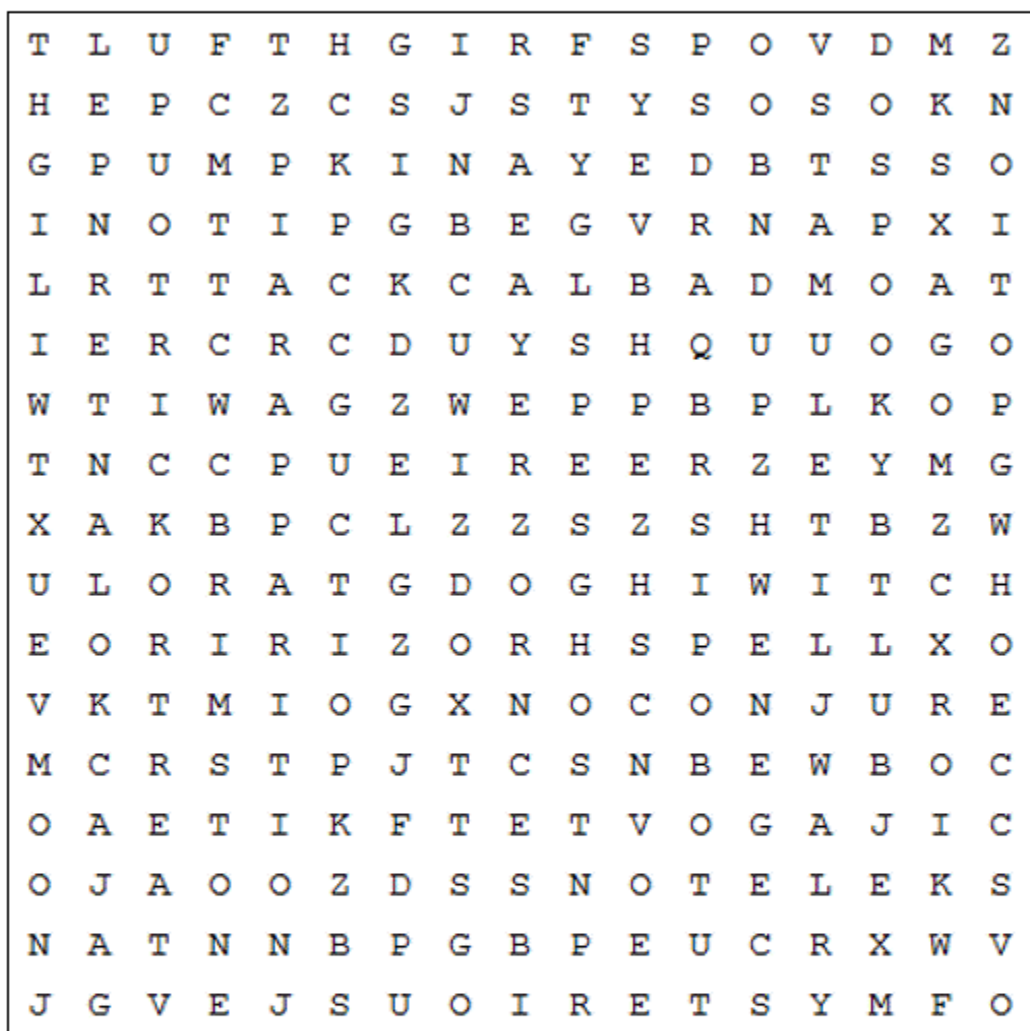 T L U F T H G I R F S P O V D M Z
H E P C Z C S J S T Y S O S O K N
G P U M P K I N A Y E D B T S S O
I N O T I P G B E G V R N A P X I
L R T T A C K C A L B A D M O A T
I E R C R C D U Y S H Q U U O G O
W T I W A G Z W E P P B P L K O P
T N C C P U E I R E E R Z E Y M G
X A K B P C L Z Z S Z S H T B Z W
U L O R A T G D O G H I W I T C H
E O R I R I Z O R H S P E L L X O
V K T M I O G X N O C O N J U R E
M C R S T P J T C S N B E W B O C
O A E T I K F T E T V O G A J I C
O J A O O Z D S S N O T E L E K S
N A T N N B P G B P E U C R X W V
J G V E J S U O I R E T S Y M F O